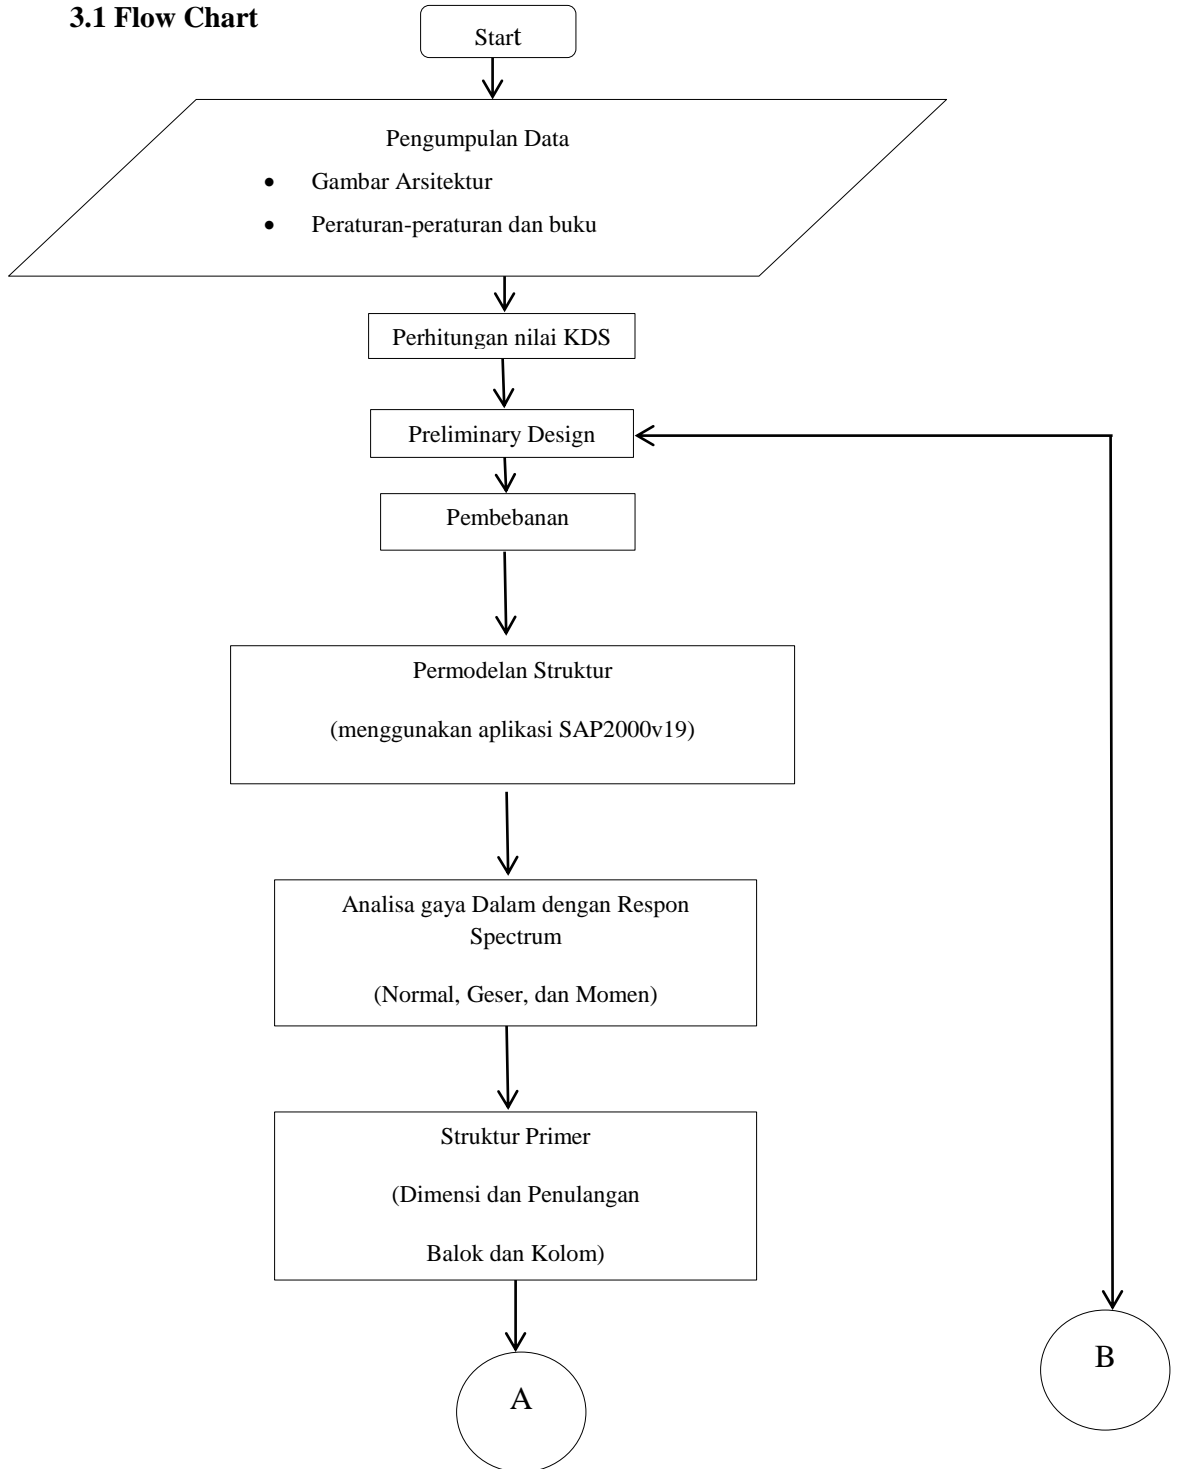 3.1 Flow Chart
Start
Pengumpulan Data
• Gambar Arsitektur
• Peraturan-peraturan dan buku
Perhitungan nilai KDS
Preliminary Design
Pembebanan
Permodelan Struktur
(menggunakan aplikasi SAP2000v19)
Analisa gaya Dalam dengan Respon
Spectrum
(Normal, Geser, dan Momen)
Struktur Primer
(Dimensi dan Penulangan
Balok dan Kolom)
A
B